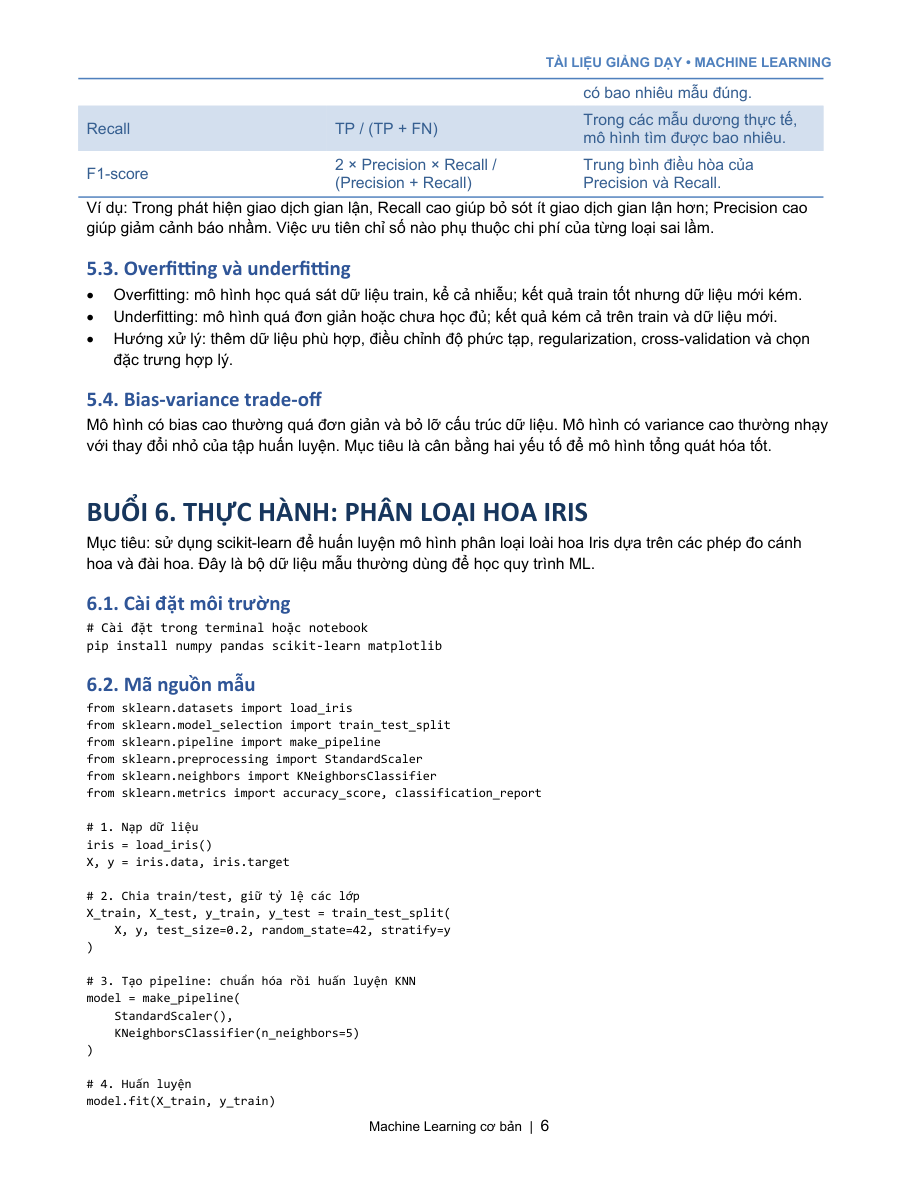 TÀI LIỆU GIẢNG DẠY • MACHINE LEARNING
có bao nhiêu mẫu đúng.
Recall TP / (TP + FN) Trong các mẫu dương thực tế,
mô hình tìm được bao nhiêu.
F1-score 2 × Precision × Recall / Trung bình điều hòa của
(Precision + Recall) Precision và Recall.
Ví dụ: Trong phát hiện giao dịch gian lận, Recall cao giúp bỏ sót ít giao dịch gian lận hơn; Precision cao
giúp giảm cảnh báo nhầm. Việc ưu tiên chỉ số nào phụ thuộc chi phí của từng loại sai lầm.
5.3. Overfitting và underfitting
• Overfitting: mô hình học quá sát dữ liệu train, kể cả nhiễu; kết quả train tốt nhưng dữ liệu mới kém.
• Underfitting: mô hình quá đơn giản hoặc chưa học đủ; kết quả kém cả trên train và dữ liệu mới.
• Hướng xử lý: thêm dữ liệu phù hợp, điều chỉnh độ phức tạp, regularization, cross-validation và chọn
đặc trưng hợp lý.
5.4. Bias-variance trade-off
Mô hình có bias cao thường quá đơn giản và bỏ lỡ cấu trúc dữ liệu. Mô hình có variance cao thường nhạy
với thay đổi nhỏ của tập huấn luyện. Mục tiêu là cân bằng hai yếu tố để mô hình tổng quát hóa tốt.
BUỔI 6. THỰC HÀNH: PHÂN LOẠI HOA IRIS
Mục tiêu: sử dụng scikit-learn để huấn luyện mô hình phân loại loài hoa Iris dựa trên các phép đo cánh
hoa và đài hoa. Đây là bộ dữ liệu mẫu thường dùng để học quy trình ML.
6.1. Cài đặt môi trường
# Cài đặt trong terminal hoặc notebook
pip install numpy pandas scikit-learn matplotlib
6.2. Mã nguồn mẫu
from sklearn.datasets import load_iris
from sklearn.model_selection import train_test_split
from sklearn.pipeline import make_pipeline
from sklearn.preprocessing import StandardScaler
from sklearn.neighbors import KNeighborsClassifier
from sklearn.metrics import accuracy_score, classification_report
# 1. Nạp dữ liệu
iris = load_iris()
X, y = iris.data, iris.target
# 2. Chia train/test, giữ tỷ lệ các lớp
X_train, X_test, y_train, y_test = train_test_split(
    X, y, test_size=0.2, random_state=42, stratify=y
)
# 3. Tạo pipeline: chuẩn hóa rồi huấn luyện KNN
model = make_pipeline(
    StandardScaler(),
    KNeighborsClassifier(n_neighbors=5)
)
# 4. Huấn luyện
model.fit(X_train, y_train)
Machine Learning cơ bản | 6